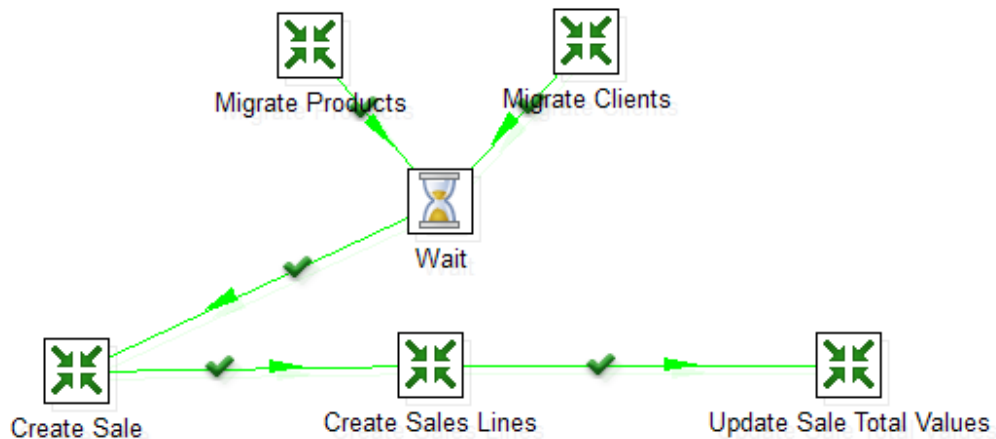 Migrate Products
Migrate Clients
Wait
Create Sale
Create Sales Lines
Update Sale Total Values